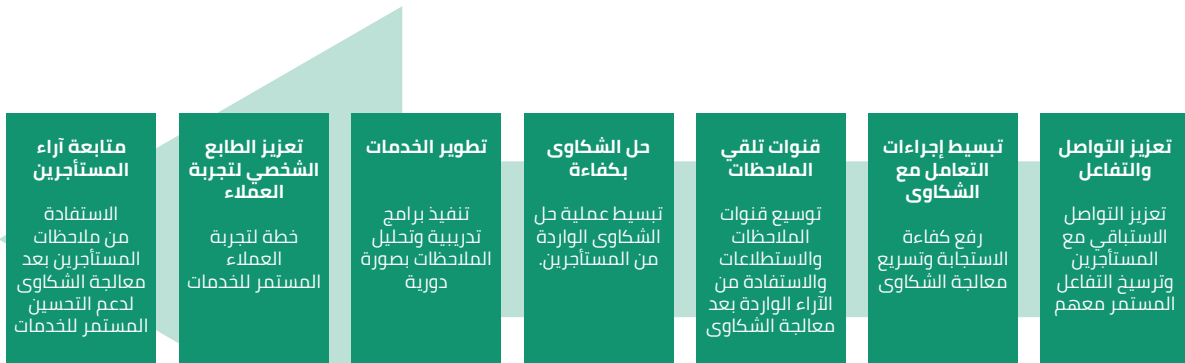 تعزيز التواصل
والتفاعل
تعزيز التواصل
الاستباقي مع
المستأجرين
وترسيخ التفاعل
المستمر معهم
تبسيط إجراءات
التعامل مع
الشكاوى
رفع كفاءة
الاستجابة وتسريع
معالجة الشكاوى
قنوات تلقي
الملاحظات
توسيع قنوات
الملاحظات
والاستطلاعات
والاستفادة من
الآراء الواردة بعد
معالجة الشكاوى
حل الشكاوى
بكفاءة
تبسيط عملية حل
الشكاوى الواردة
من المستأجرين.
تطوير الخدمات
تنفيذ برامج
تدريبية وتحليل
الملاحظات بصورة
دورية
تعزيز الطابع
الشخصي لتجربة
العملاء
خطة لتجربة
العملاء
المستمر للخدمات
متابعة آراء
المستأجرين
الاستفادة
من ملاحظات
المستأجرين بعد
معالجة الشكاوى
لدعم التحسين
المستمر للخدمات